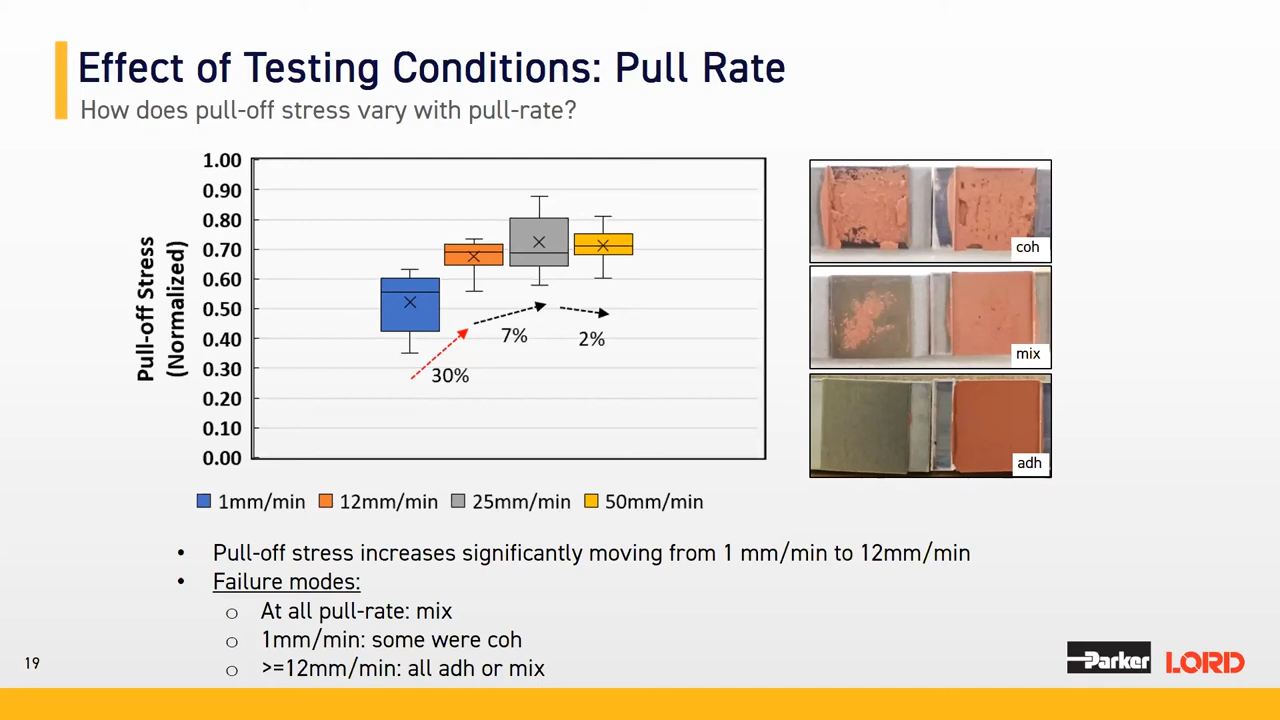 Effect of Testing Conditions: Pull Rate
How does pull-off stress vary with pull-rate?
Pull-off Stress
(Normalized)
1.00
0.90
0.80
0.70
0.60
0.50
0.40
0.30
0.20
0.10
0.00
30%
7%
2%
1mm/min 12mm/min 25mm/min 50mm/min
coh
mix
adh
• Pull-off stress increases significantly moving from 1 mm/min to 12mm/min
• Failure modes:
o At all pull-rate: mix
o 1mm/min: some were coh
o >=12mm/min: all adh or mix
19
Parker LORD